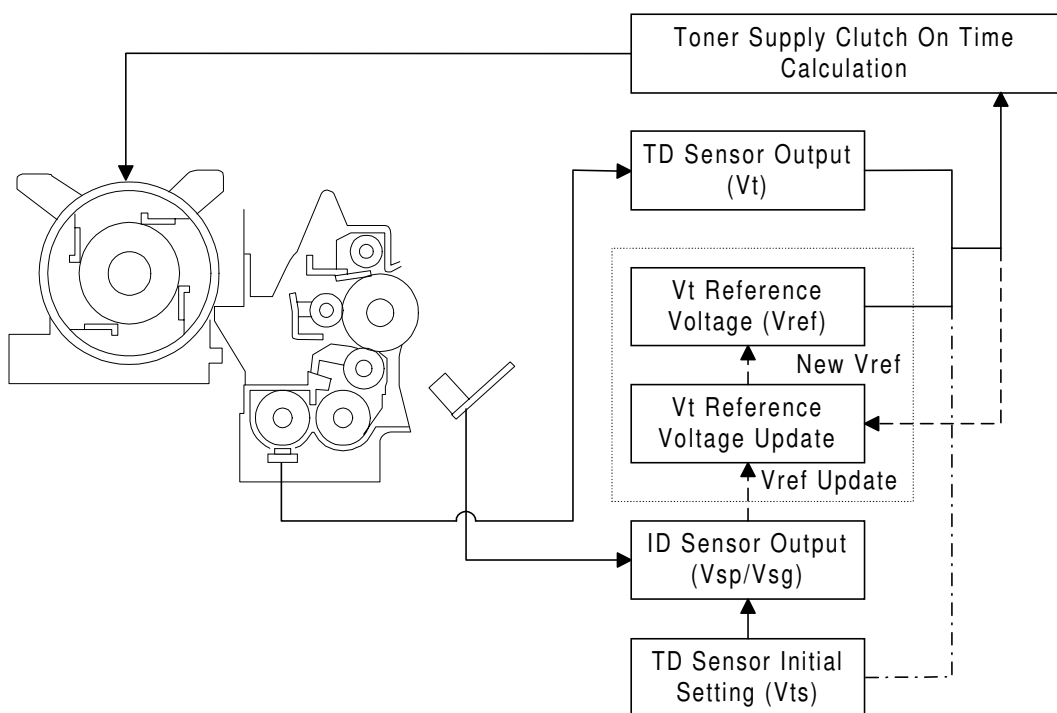 Toner Supply Clutch On Time
Calculation
TD Sensor Output
(Vt)
Vt Reference
Voltage (Vref)
New Vref
Vt Reference
Voltage Update
Vref Update
ID Sensor Output
(Vsp/Vsg)
TD Sensor Initial
Setting (Vts)